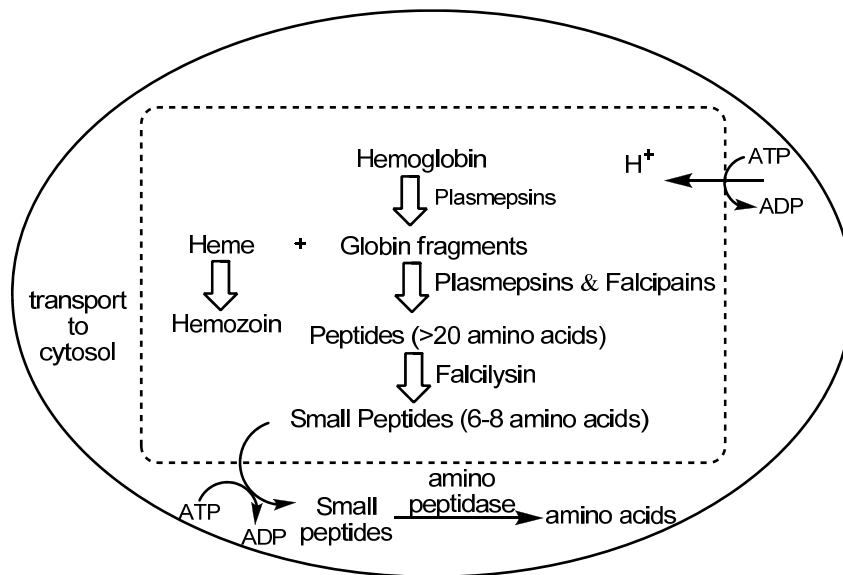 Hemoglobin
H+
ATP
ADP
Plasmepsins
Heme + Globin fragments
Plasmepsins & Falcipains
Hemozoin
transport
to
cytosol
Peptides (>20 amino acids)
Falcilysin
Small Peptides (6-8 amino acids)
ATP
ADP
Small
peptides
amino
peptidase
amino acids